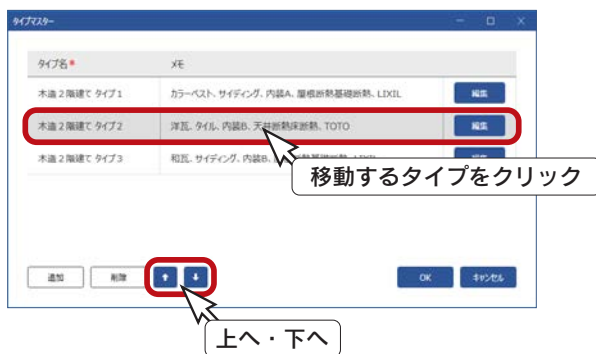 タイプマスター
タイプ名* メモ
木造2階建て タイプ1 カラーベスト、サイディング、内装A、屋根断熱基礎断熱、LIXIL 編集
木造2階建て タイプ2 洋瓦、タイル、内装B、天井断熱床断熱、TOTO 編集
木造2階建て タイプ3 和瓦、サイディング、内装B、
移動するタイプをクリック
追加 削除 OK キャンセル
上へ・下へ